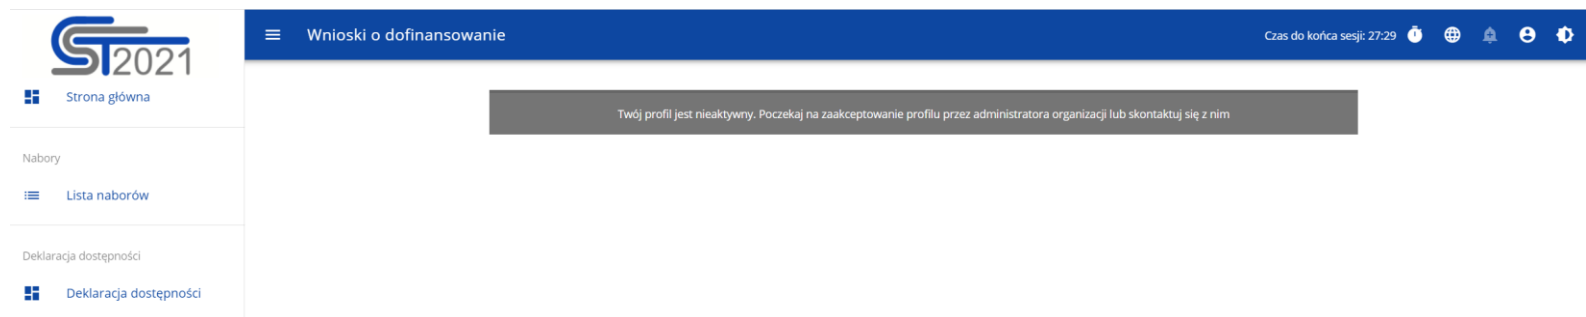 CST2021
Wnioski o dofinansowanie
Czas do końca sesji: 27:29
Strona główna
Twój profil jest nieaktywny. Poczekaj na zaakceptowanie profilu przez administratora organizacji lub skontaktuj się z nim
Nabory
Lista naborów
Deklaracja dostępności
Deklaracja dostępności